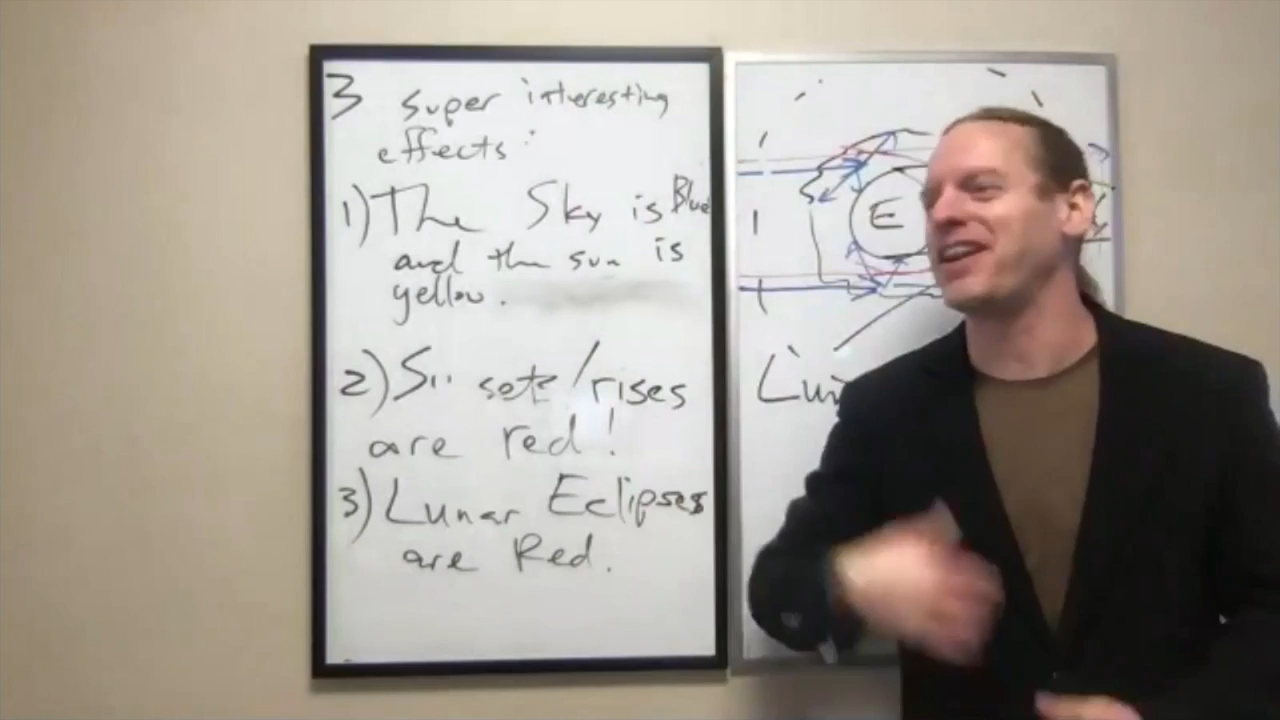 3 super interesting
effects:
1) The Sky is Blue
and the sun is
yellow.
2) Su sets/rises
are red!
3) Lunar Eclipses
are Red.
E